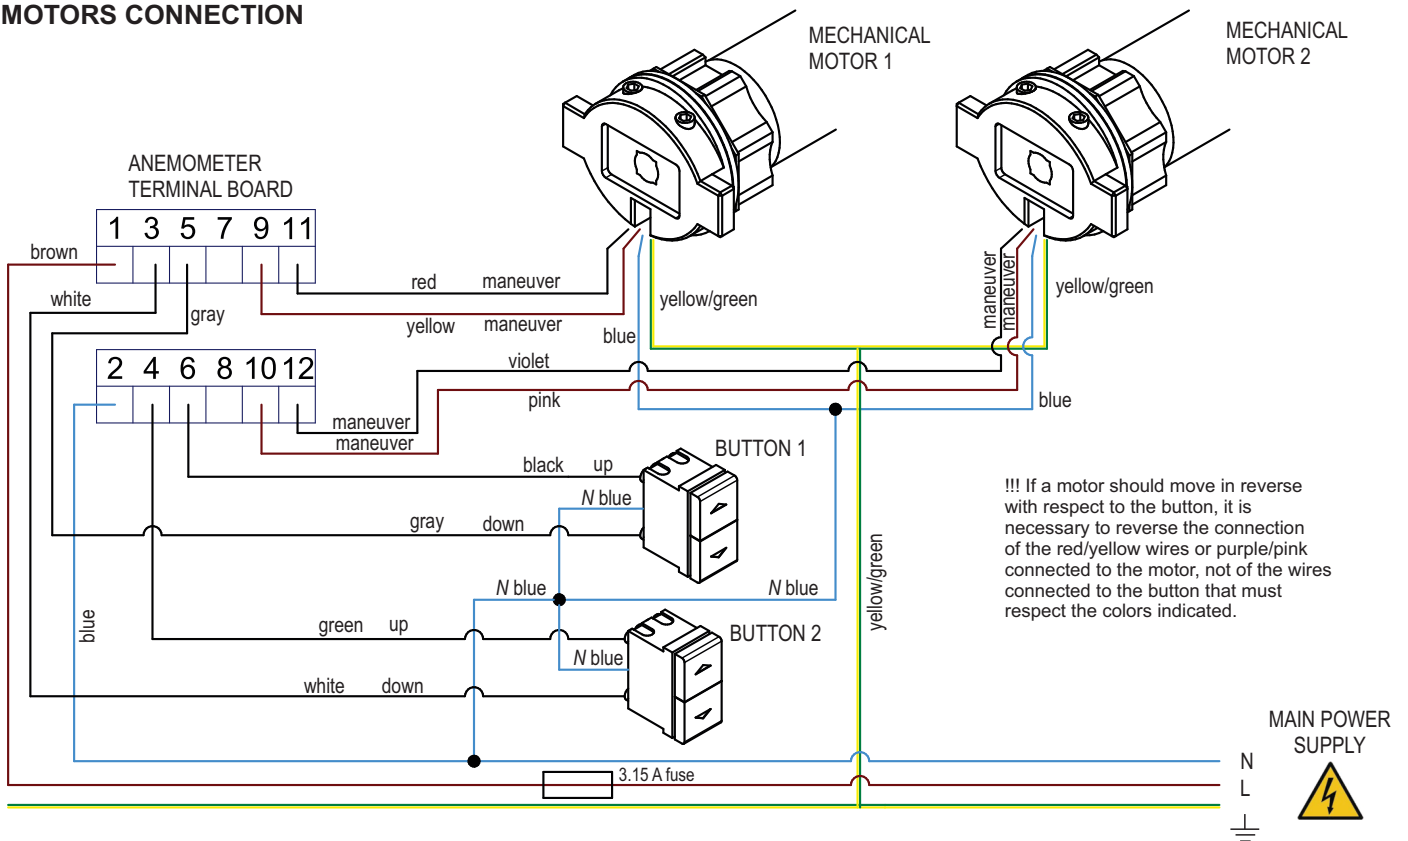 MOTORS CONNECTION
MECHANICAL
MOTOR 1
MECHANICAL
MOTOR 2
ANEMOMETER
TERMINAL BOARD
1 3 5 7 9 11
brown
white
gray
red maneuver
yellow maneuver
yellow/green
blue
maneuver
maneuver
yellow/green
2 4 6 8 10 12
violet
pink
blue
maneuver
maneuver
BUTTON 1
black up
N blue
gray down
!!! If a motor should move in reverse
with respect to the button, it is
necessary to reverse the connection
of the red/yellow wires or purple/pink
connected to the motor, not of the wires
connected to the button that must
respect the colors indicated.
yellow/green
N blue
N blue
blue
green up
BUTTON 2
N blue
white down
MAIN POWER
SUPPLY
N
3.15 A fuse
L